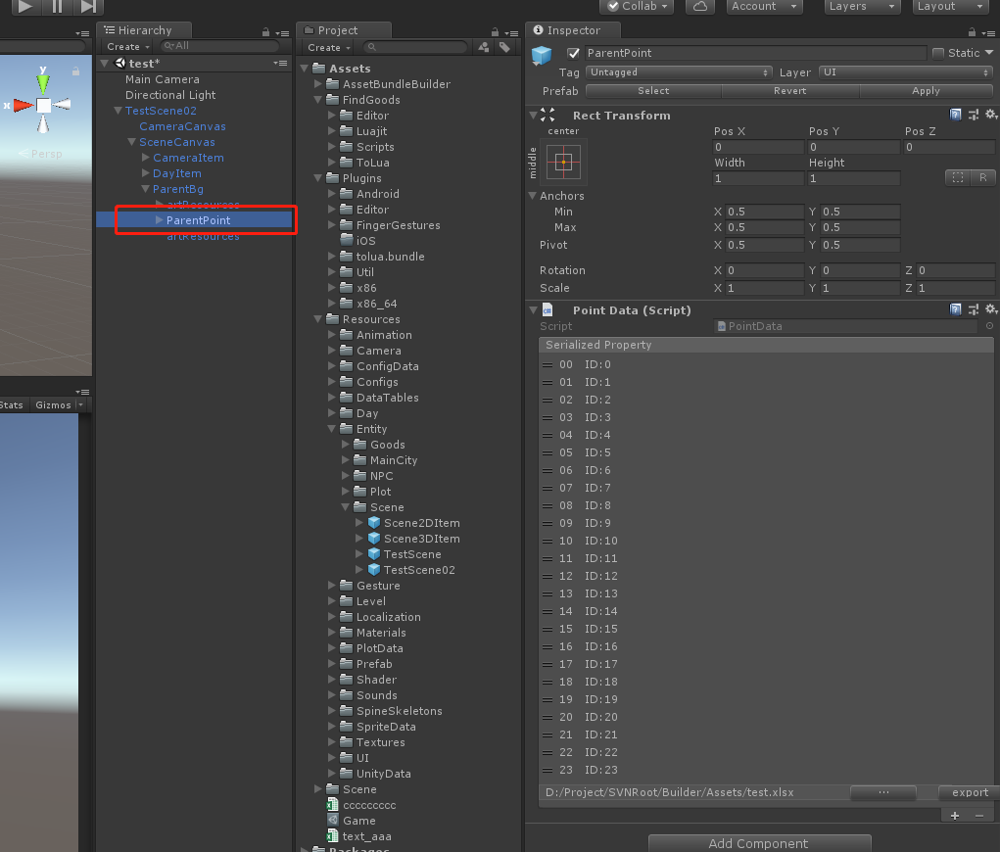 Collab
Account
Layers
Layout
Hierarchy
Create
All
test*
Main Camera
Directional Light
TestScene02
CameraCanvas
SceneCanvas
CameraItem
DayItem
ParentBg
artResources
ParentPoint
artResources
y
x
Persp
Stats
Gizmos
Project
Create
Assets
AssetBundleBuilder
FindGoods
Editor
Luajit
Scripts
ToLua
Plugins
Android
Editor
FingerGestures
iOS
tolua.bundle
Util
x86
x86_64
Resources
Animation
Camera
ConfigData
Configs
DataTables
Day
Entity
Goods
MainCity
NPC
Plot
Scene
Scene2DItem
Scene3DItem
TestScene
TestScene02
Gesture
Level
Localization
Materials
PlotData
Prefab
Shader
Sounds
SpineSkeletons
SpriteData
Textures
UI
UnityData
Scene
ccccccccc
Game
text_aaa
Packages
Inspector
ParentPoint
Static
Tag Untagged Layer UI
Prefab Select Revert Apply
Rect Transform
center
middle
Pos X Pos Y Pos Z
0 0 0
Width Height
1 1
R
Anchors
Min X 0.5 Y 0.5
Max X 0.5 Y 0.5
Pivot X 0.5 Y 0.5
Rotation X 0 Y 0 Z 0
Scale X 1 Y 1 Z 1
Point Data (Script)
Script PointData
Serialized Property
00 ID:0
01 ID:1
02 ID:2
03 ID:3
04 ID:4
05 ID:5
06 ID:6
07 ID:7
08 ID:8
09 ID:9
10 ID:10
11 ID:11
12 ID:12
13 ID:13
14 ID:14
15 ID:15
16 ID:16
17 ID:17
18 ID:18
19 ID:19
20 ID:20
21 ID:21
22 ID:22
23 ID:23
D:/Project/SVNRoot/Builder/Assets/test.xlsx ... export
+ −
Add Component